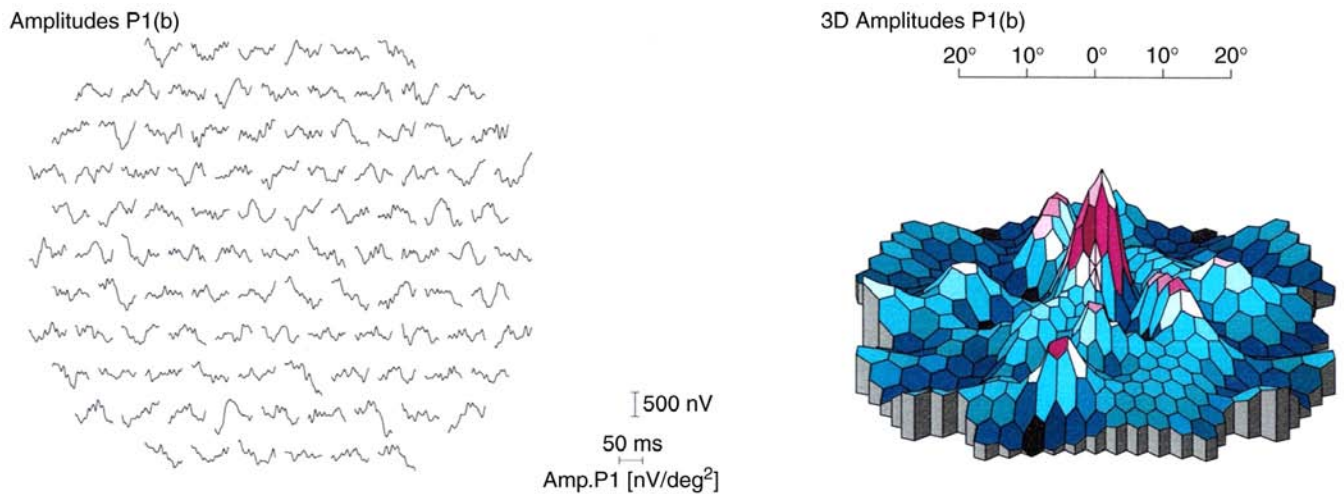 Amplitudes P1(b)
3D Amplitudes P1(b)
20° 10° 0° 10° 20°
500 nV
50 ms
Amp.P1 [nV/deg²]